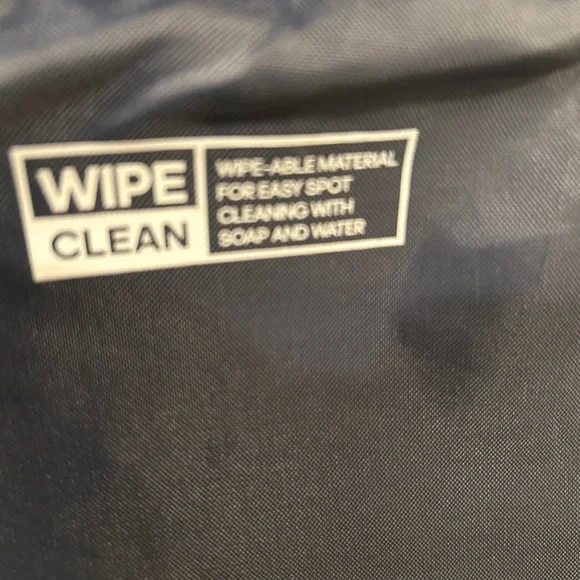 WIPE
CLEAN
WIPE-ABLE MATERIAL
FOR EASY SPOT
CLEANING WITH
SOAP AND WATER